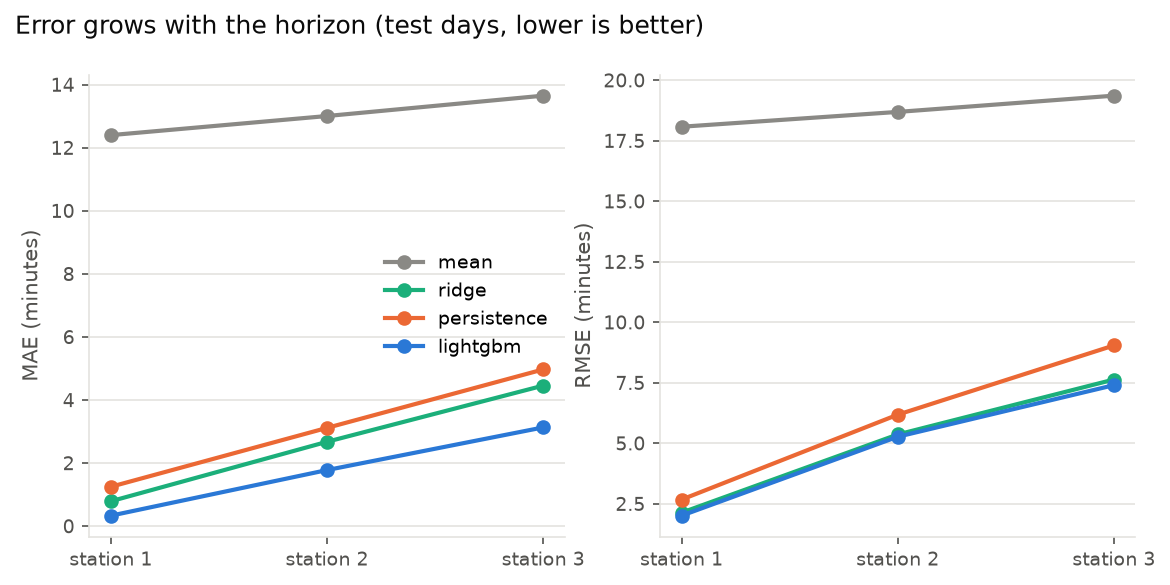 Error grows with the horizon (test days, lower is better)
MAE (minutes)
14
12
10
8
6
4
2
0
station 1
station 2
station 3
mean
ridge
persistence
lightgbm
RMSE (minutes)
20.0
17.5
15.0
12.5
10.0
7.5
5.0
2.5
station 1
station 2
station 3